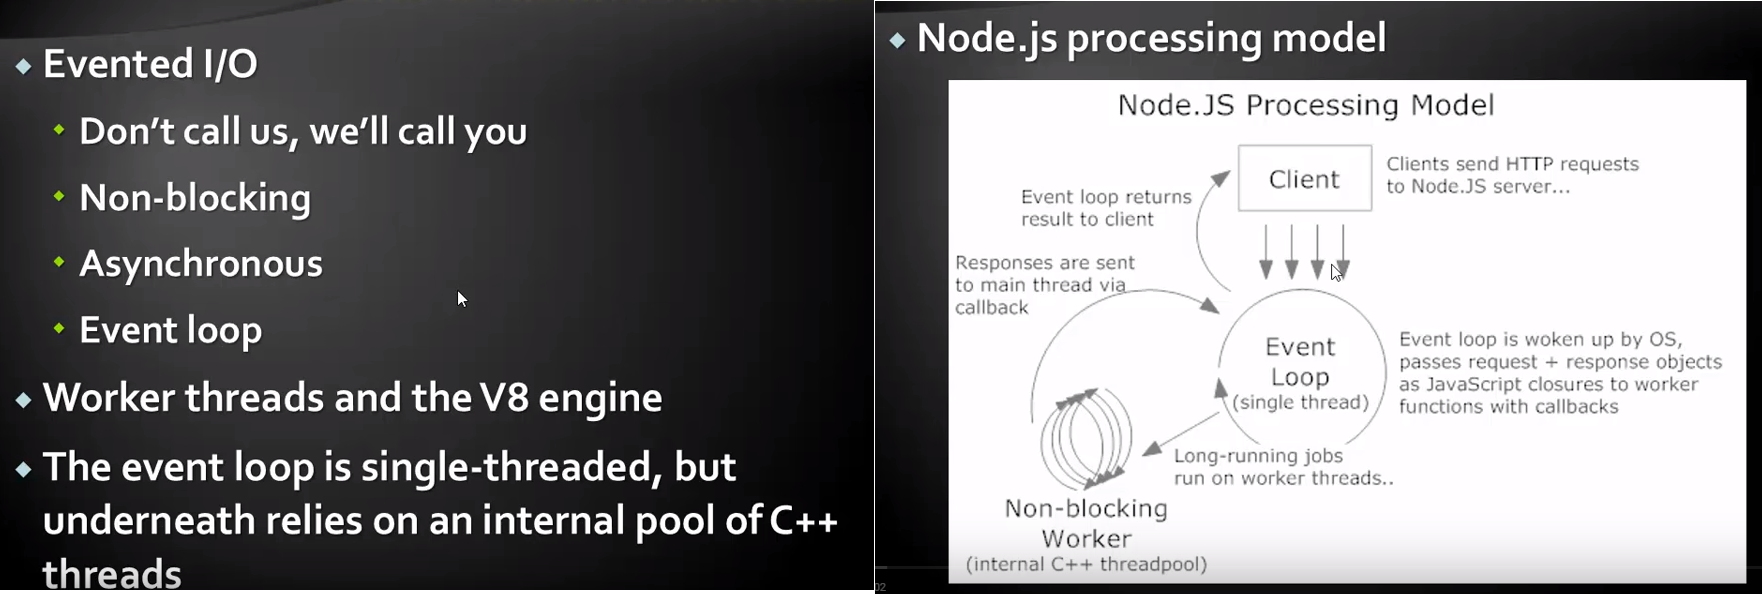 Evented I/O
Don't call us, we'll call you
Non-blocking
Asynchronous
Event loop
Worker threads and the V8 engine
The event loop is single-threaded, but
underneath relies on an internal pool of C++
threads
Node.js processing model
Node.JS Processing Model
Client
Clients send HTTP requests
to Node.JS server...
Event loop returns
result to client
Responses are sent
to main thread via
callback
Event
Loop
(single thread)
Event loop is woken up by OS,
passes request + response objects
as JavaScript closures to worker
functions with callbacks
Long-running jobs
run on worker threads..
Non-blocking
Worker
(internal C++ threadpool)
02